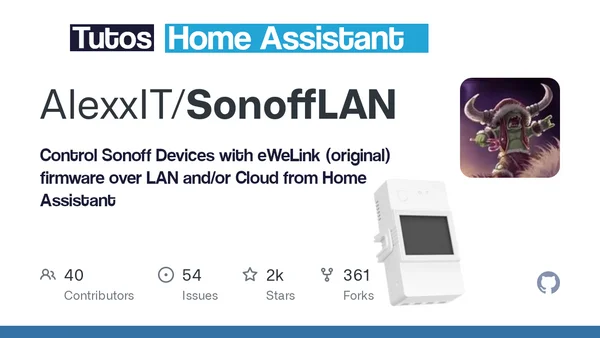 Tutos Home Assistant
AlexxIT/SonoffLAN
Control Sonoff Devices with eWeLink (original)
firmware over LAN and/or Cloud from Home
Assistant
40 54 2k 361
Contributors Issues Stars Forks